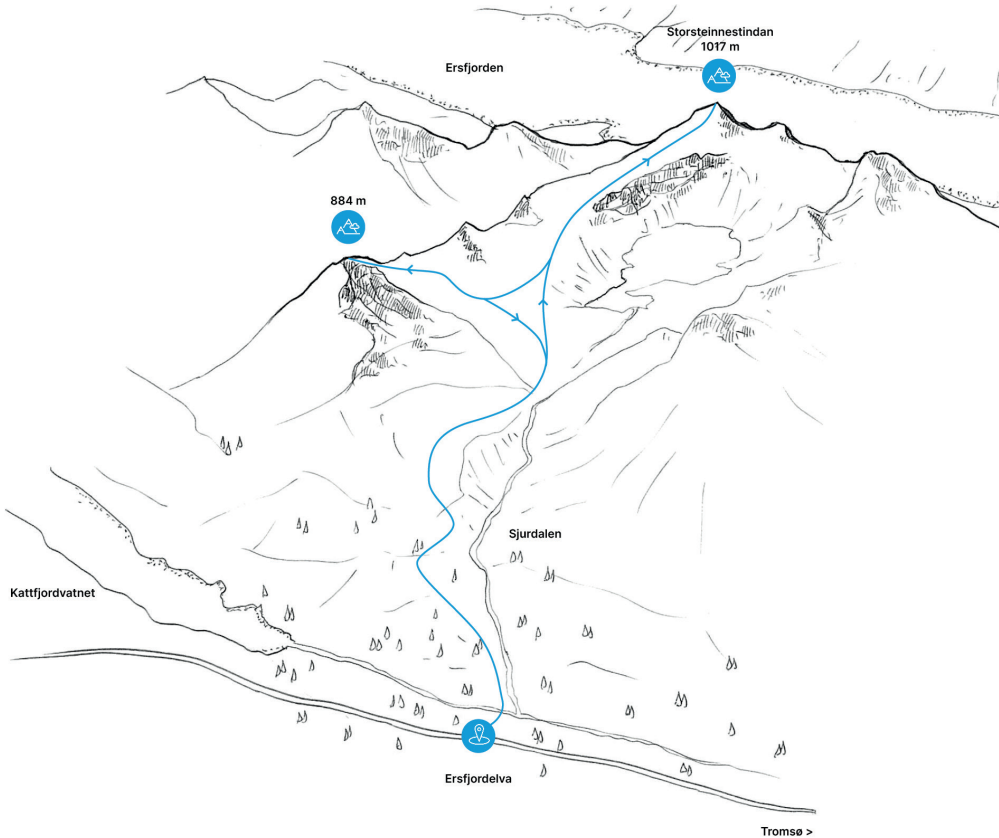 Storsteinnestindan
1017 m
Ersfjorden
884 m
Sjurdalen
Kattfjordvatnet
Ersfjordelva
Tromsø >